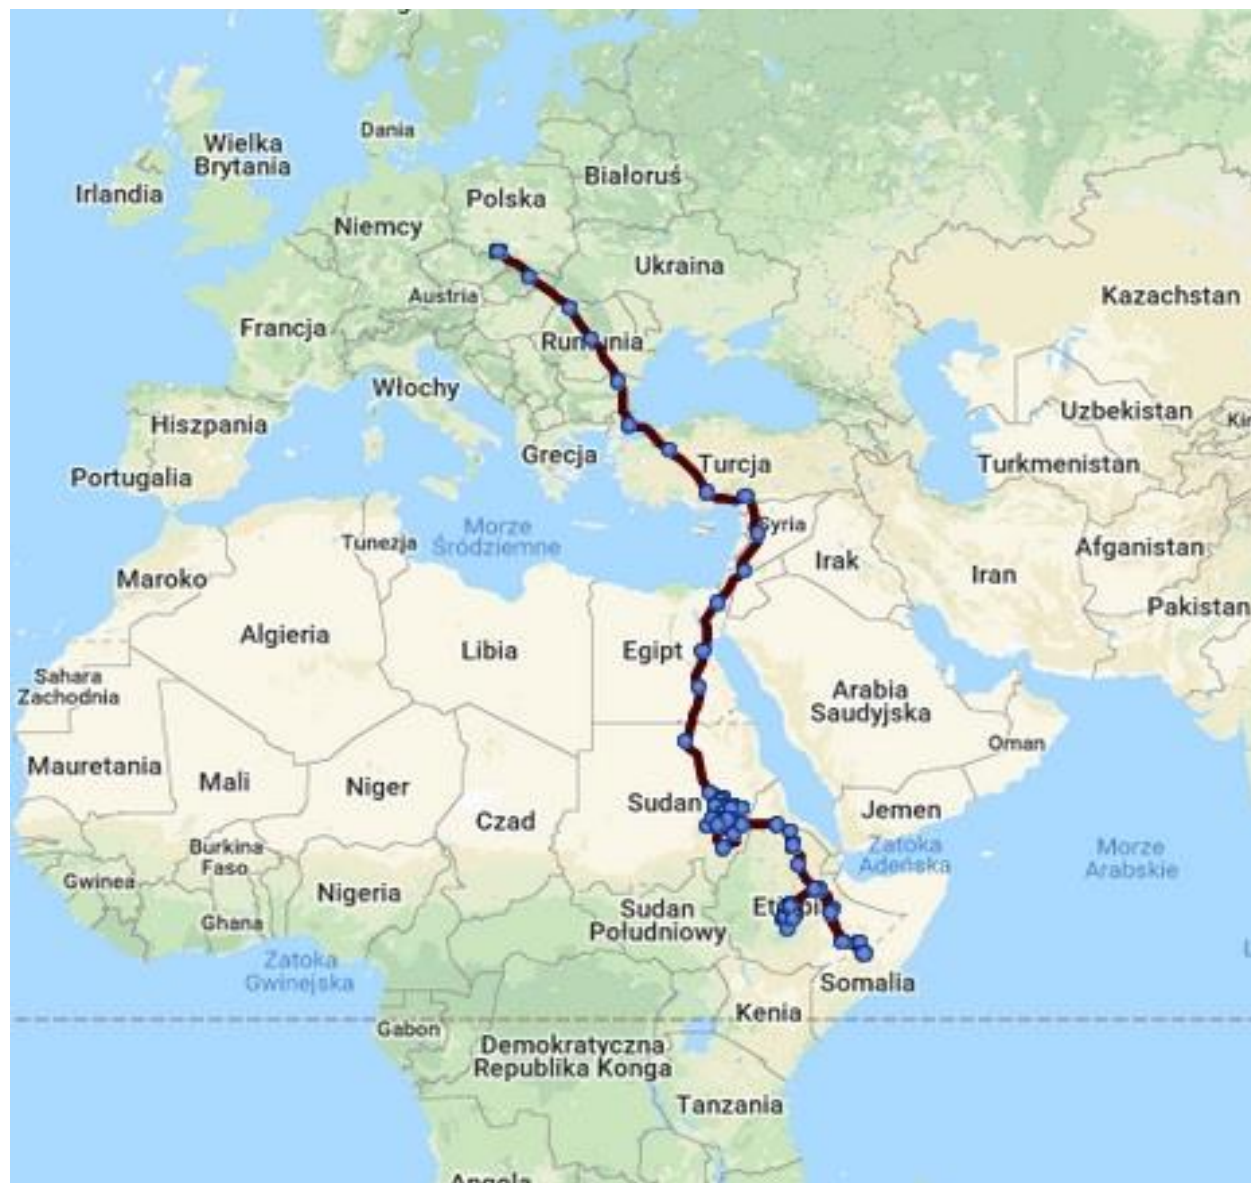 Dania
Wielka
Brytania
Irlandia
Białoruś
Polska
Niemcy
Ukraina
Austria
Kazachstan
Francja
Rumunia
Włochy
Uzbekistan
Hiszpania
Grecja
Turcja
Turkmenistan
Portugalia
Morze
Śródziemne
Syria
Tunezja
Afganistan
Irak
Iran
Maroko
Pakistan
Algieria
Libia
Egipt
Sahara
Zachodnia
Arabia
Saudyjska
Oman
Mauretania
Mali
Niger
Sudan
Jemen
Czad
Burkina
Faso
Zatoka
Adeńska
Morze
Arabskie
Gwinea
Nigeria
Ghana
Sudan
Południowy
Etiopia
Zatoka
Gwinejska
Somalia
Kenia
Gabon
Demokratyczna
Republika Konga
Tanzania
Angola